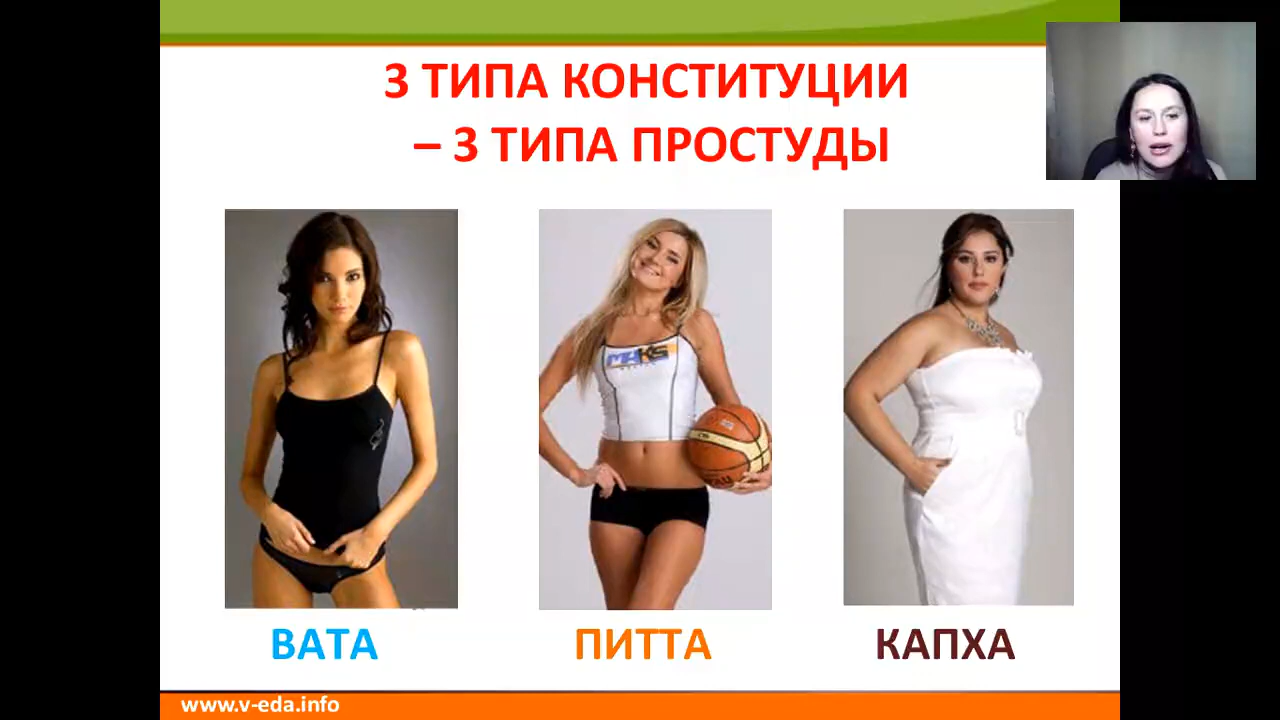 3 ТИПА КОНСТИТУЦИИ
– 3 ТИПА ПРОСТУДЫ
ВАТА
ПИТТА
КАПХА
www.v-eda.info